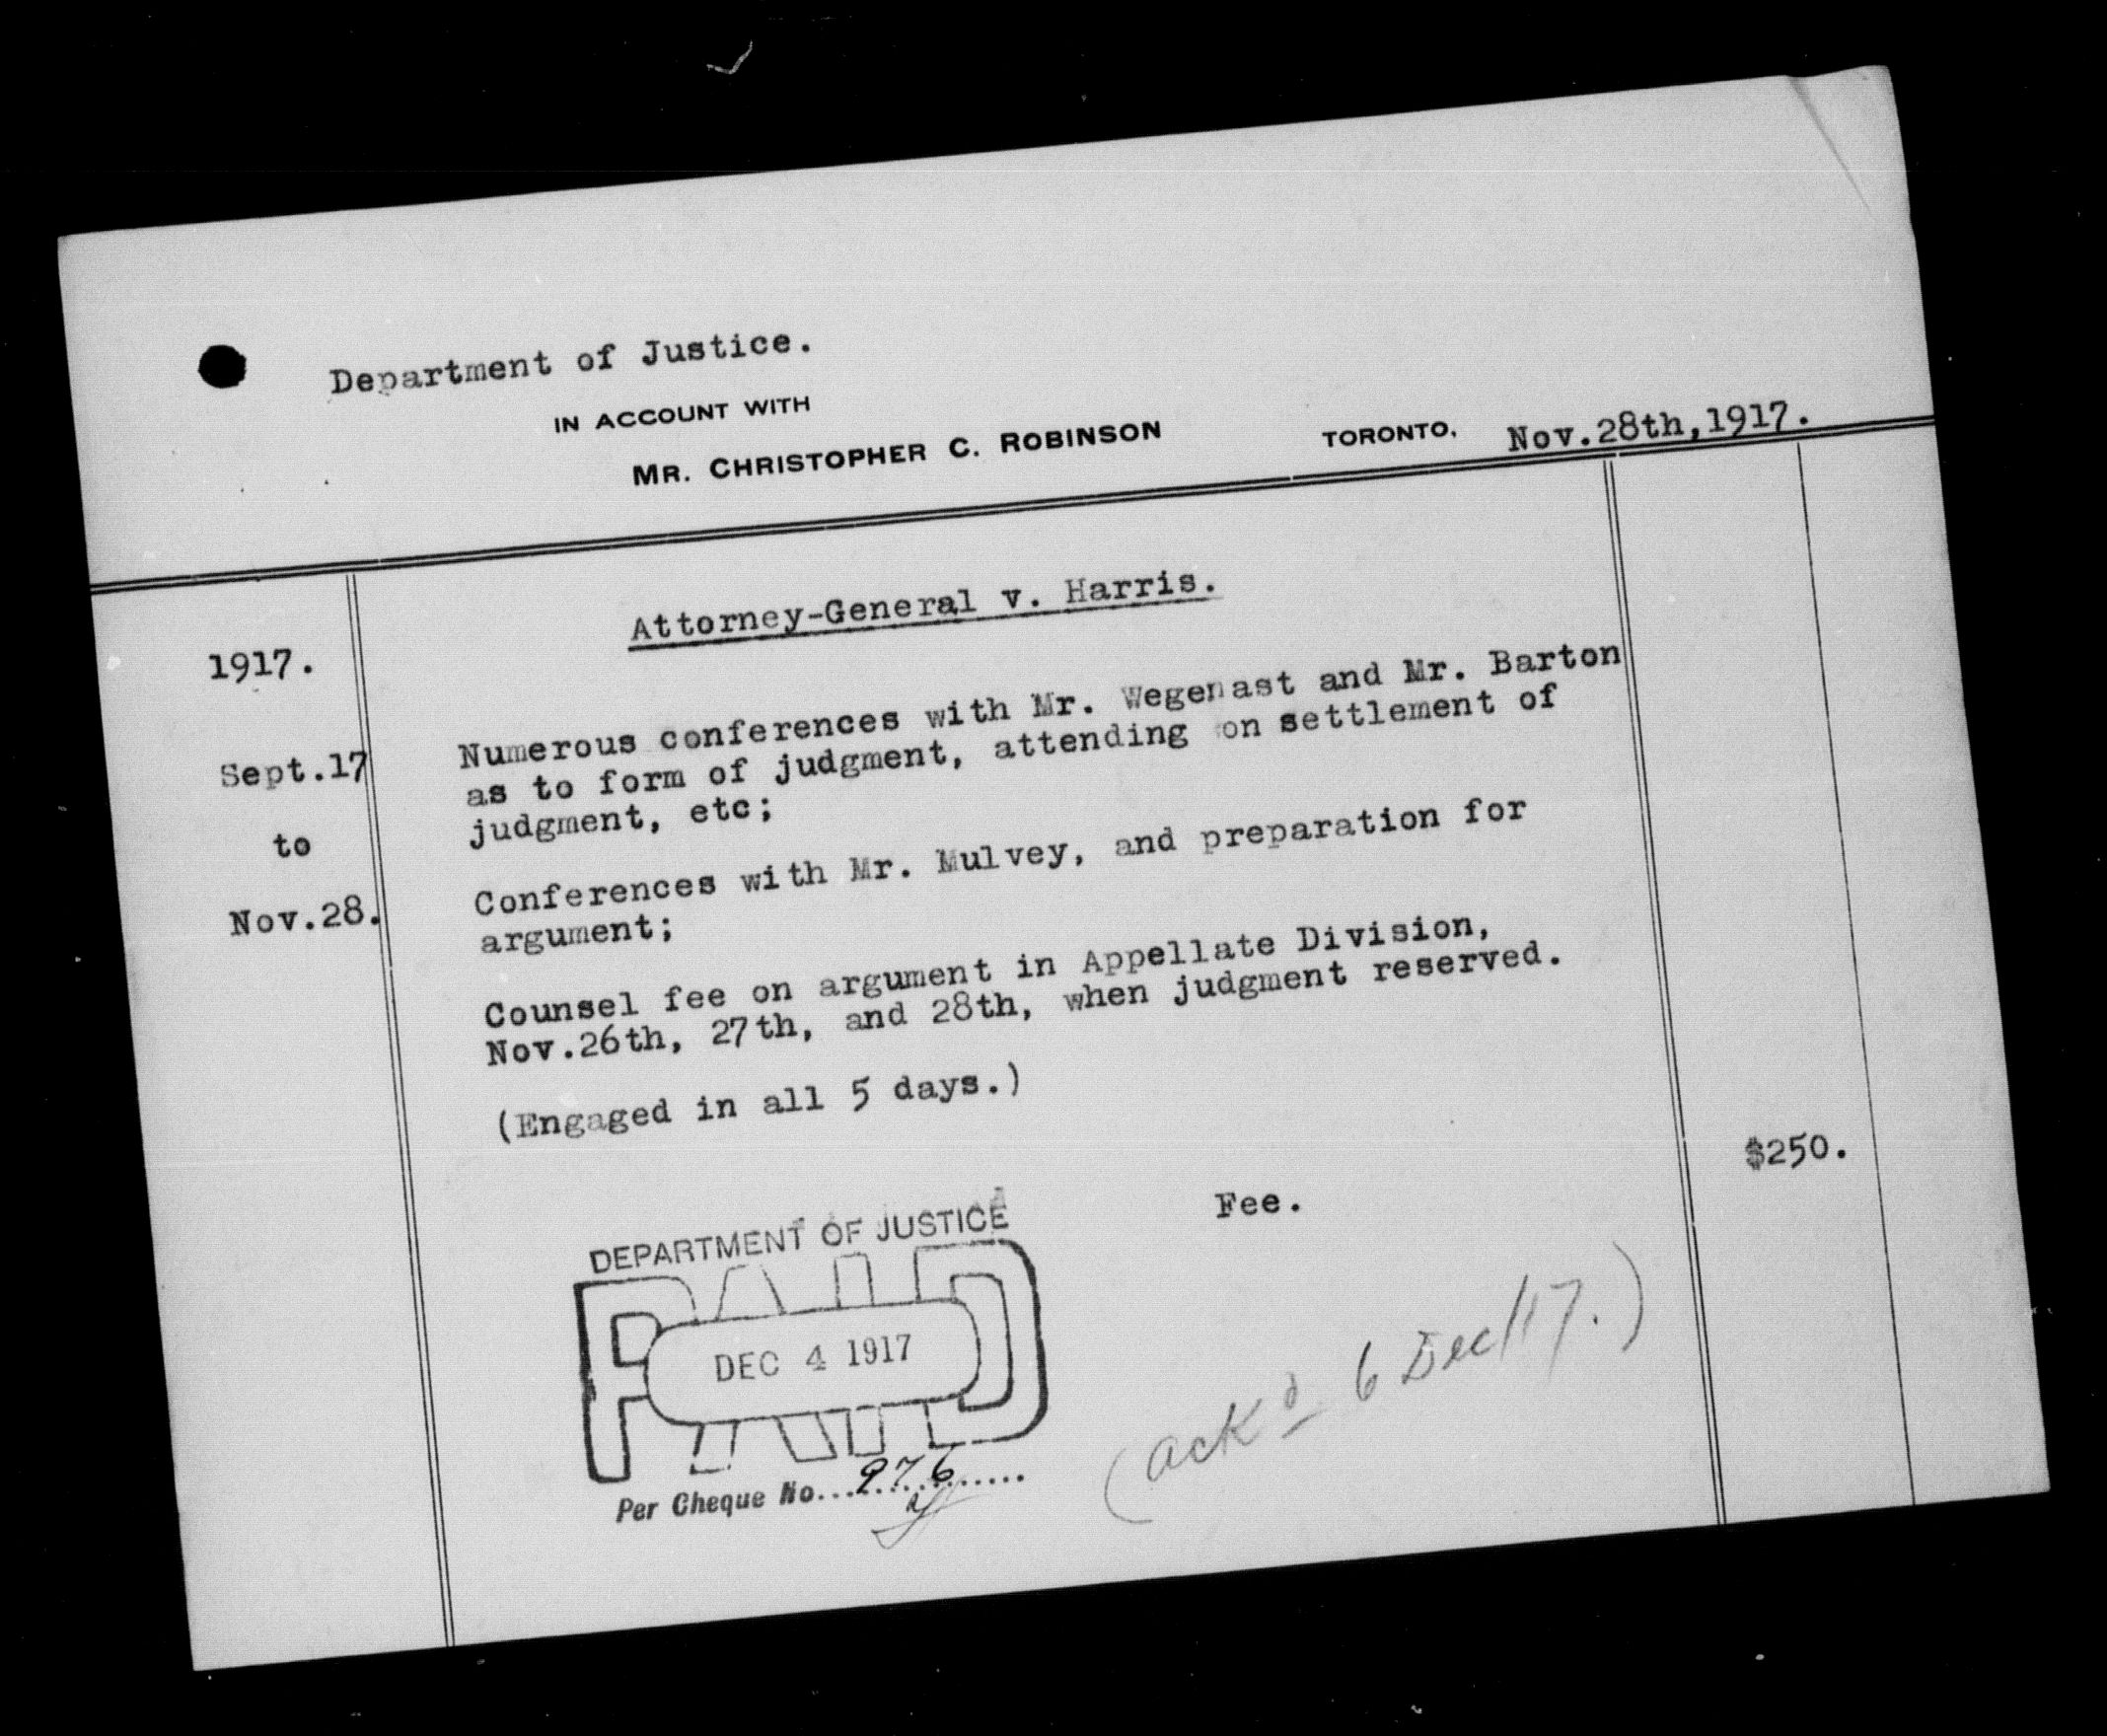 Department of Justice.
IN ACCOUNT WITH
MR. CHRISTOPHER C. ROBINSON
TORONTO, Nov.28th,1917.
Attorney-General v. Harris.
1917.
Sept.17
to
Nov.28.
Numerous conferences with Mr. Wegenast and Mr. Barton
as to form of judgment, attending on settlement of
judgment, etc;
Conferences with Mr. Mulvey, and preparation for
argument;
Counsel fee on argument in Appellate Division,
Nov.26th, 27th, and 28th, when judgment reserved.
(Engaged in all 5 days.)
Fee. $250.
DEPARTMENT OF JUSTICE
PAID
DEC 4 1917
Per Cheque No...976......
(ackd 6 Dec/17.)